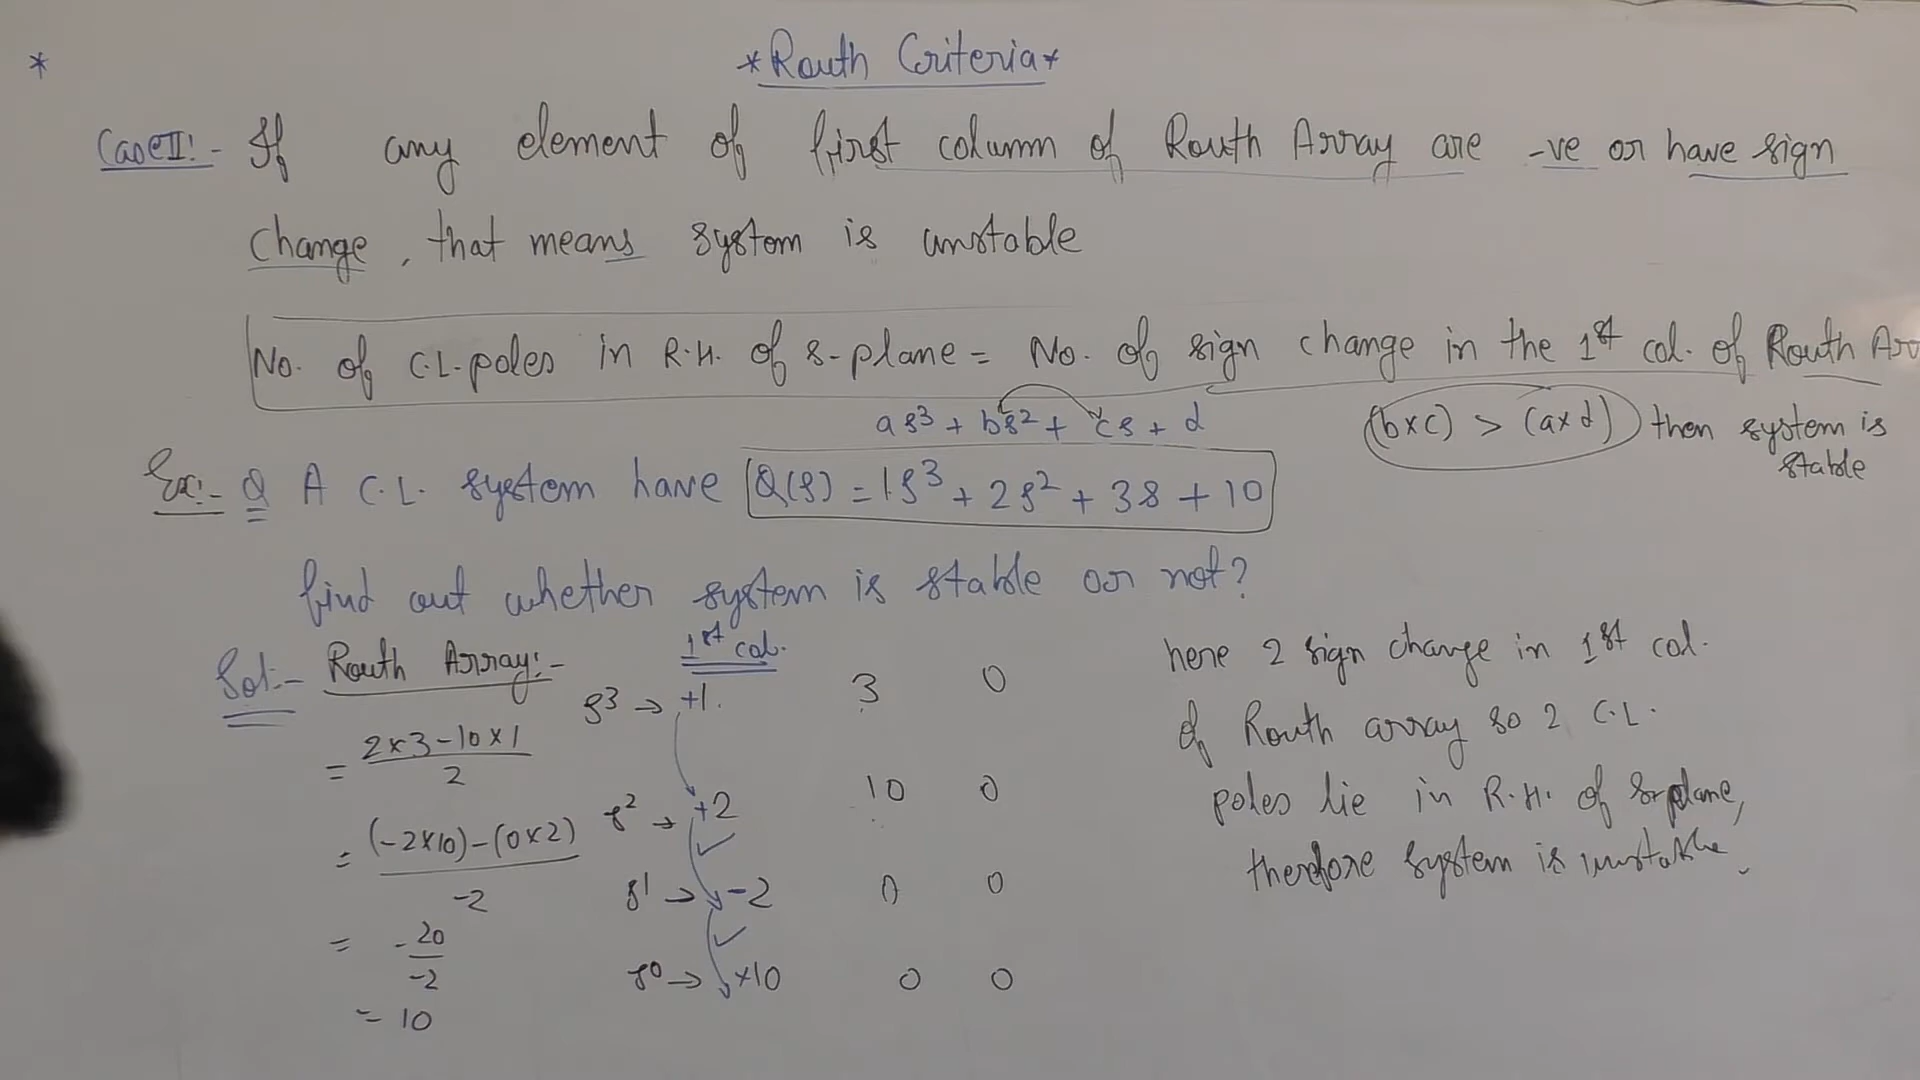 *
*Routh Criteria*
Case II:- If any element of first column of Routh Array are -ve or have sign
change, that means system is unstable
No. of C.L. poles in R.H. of s-plane = No. of sign change in the 1st col. of Routh Arr
as³ + bs² + cs + d
(b×c) > (a×d) then system is
stable
Ex:- Q A C.L. system have Q(s) = 1s³ + 2s² + 3s + 10
find out whether system is stable or not?
Sol:- Routh Array:-
1st col.
s³ → +1. 3 0
s² → +2 10 0
s¹ → -2 0 0
s⁰ → +10 0 0
= 2×3-10×1
2
= (-2×10)-(0×2)
-2
= -20
-2
= 10
here 2 sign change in 1st col.
of Routh array so 2 C.L.
poles lie in R.H. of s-plane,
therefore system is unstable.